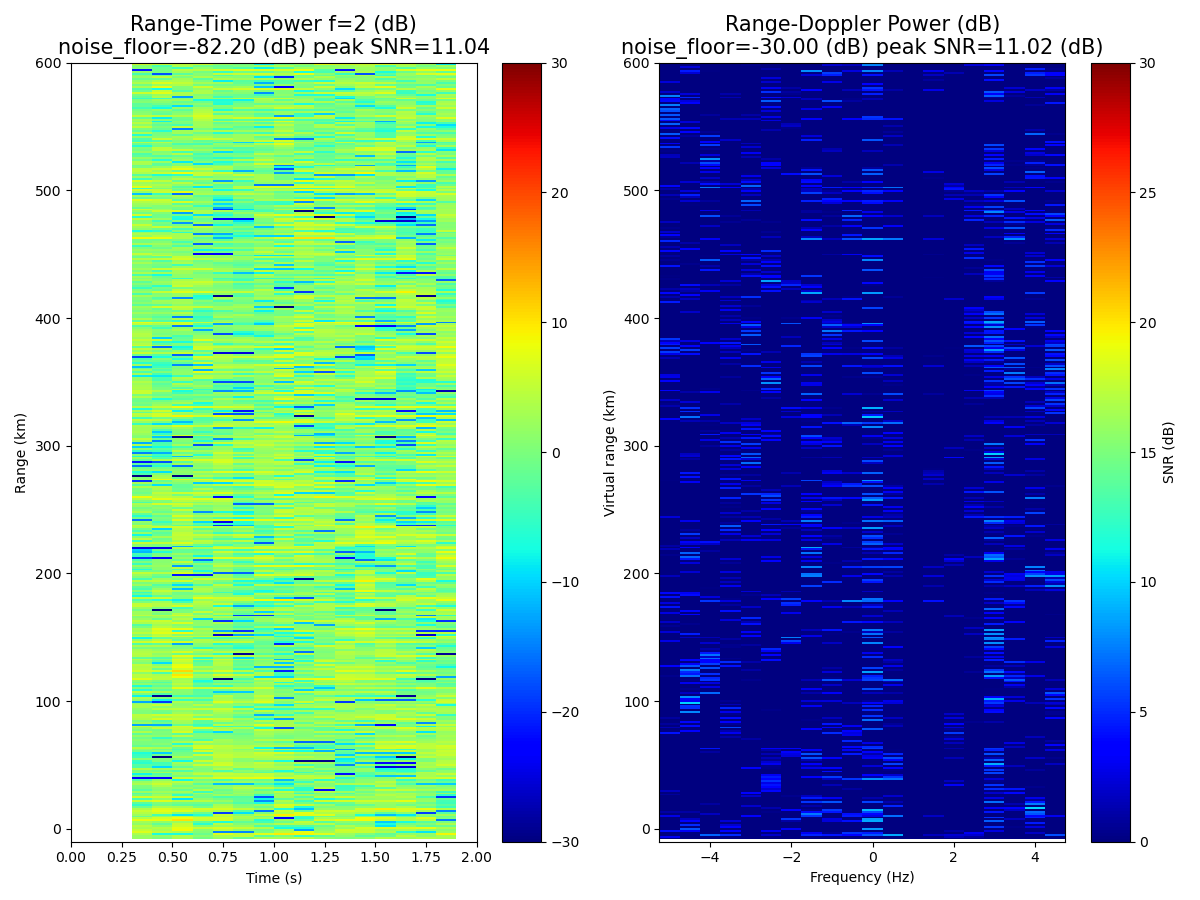 Range-Time Power f=2 (dB)
noise_floor=-82.20 (dB) peak SNR=11.04
600
500
400
300
200
100
0
Range (km)
0.00 0.25 0.50 0.75 1.00 1.25 1.50 1.75 2.00
Time (s)
30
20
10
0
−10
−20
−30
Range-Doppler Power (dB)
noise_floor=-30.00 (dB) peak SNR=11.02 (dB)
600
500
400
300
200
100
0
Virtual range (km)
−4 −2 0 2 4
Frequency (Hz)
30
25
20
15
10
5
0
SNR (dB)